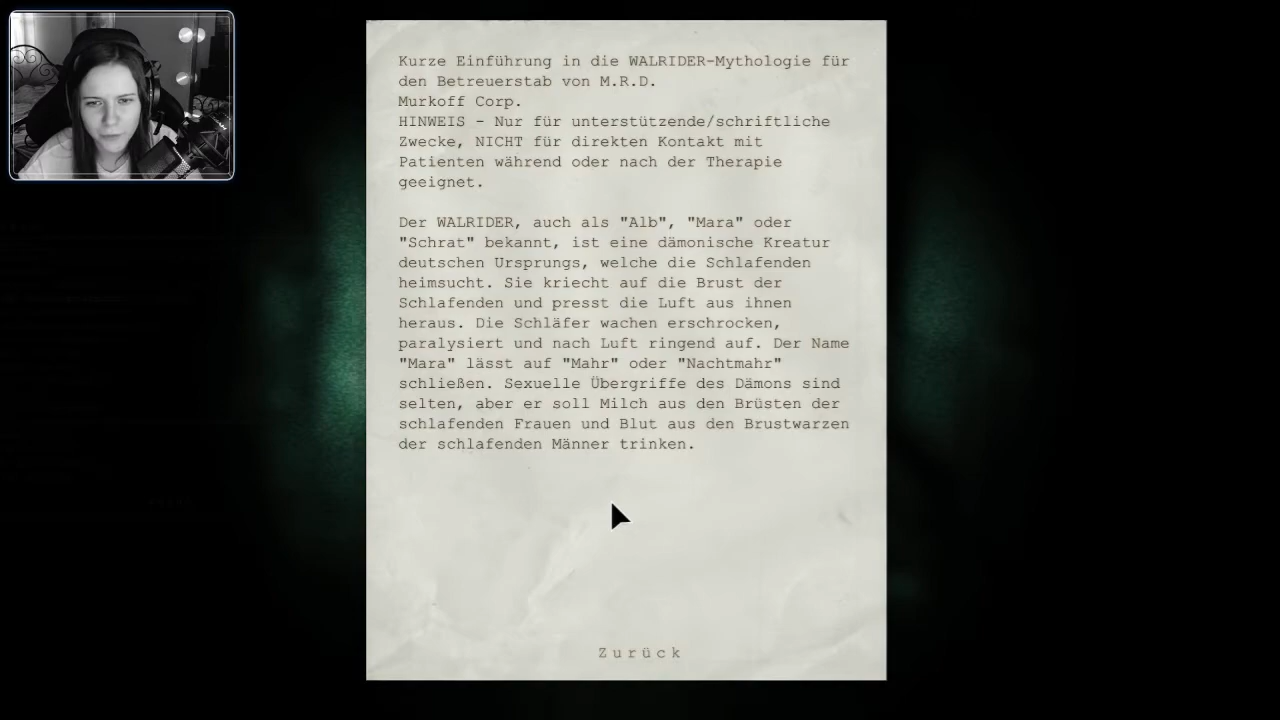 Kurze Einführung in die WALRIDER-Mythologie für
den Betreuerstab von M.R.D.
Murkoff Corp.
HINWEIS - Nur für unterstützende/schriftliche
Zwecke, NICHT für direkten Kontakt mit
Patienten während oder nach der Therapie
geeignet.
Der WALRIDER, auch als "Alb", "Mara" oder
"Schrat" bekannt, ist eine dämonische Kreatur
deutschen Ursprungs, welche die Schlafenden
heimsucht. Sie kriecht auf die Brust der
Schlafenden und presst die Luft aus ihnen
heraus. Die Schläfer wachen erschrocken,
paralysiert und nach Luft ringend auf. Der Name
"Mara" lässt auf "Mahr" oder "Nachtmahr"
schließen. Sexuelle Übergriffe des Dämons sind
selten, aber er soll Milch aus den Brüsten der
schlafenden Frauen und Blut aus den Brustwarzen
der schlafenden Männer trinken.
Zurück